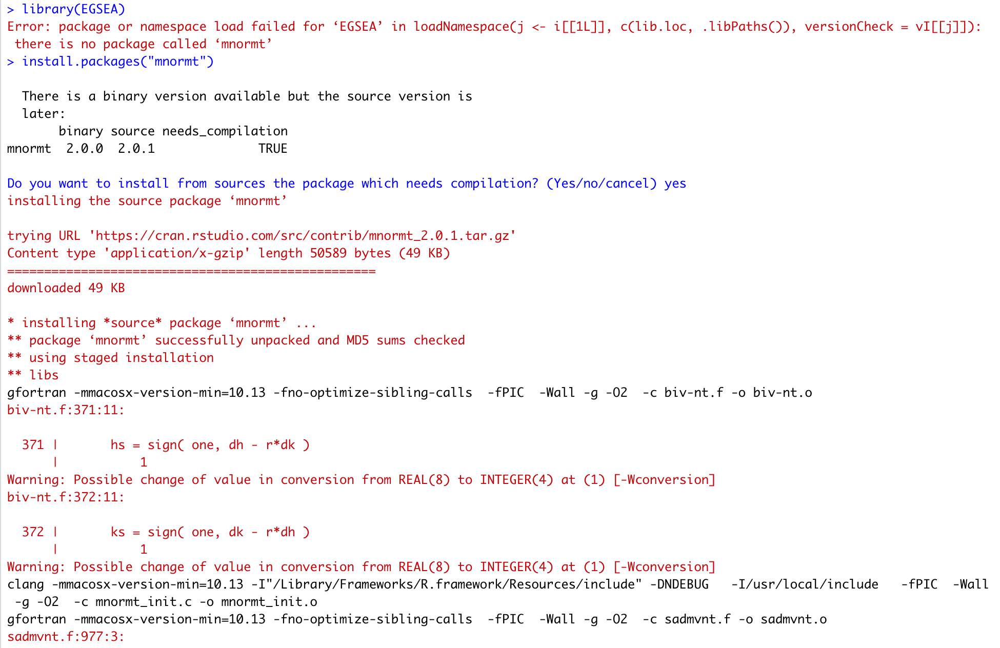 > library(EGSEA)
Error: package or namespace load failed for ‘EGSEA’ in loadNamespace(j <- i[[1L]], c(lib.loc, .libPaths()), versionCheck = vI[[j]]):
 there is no package called ‘mnormt’
> install.packages("mnormt")

  There is a binary version available but the source version is
  later:
       binary source needs_compilation
mnormt  2.0.0  2.0.1              TRUE

Do you want to install from sources the package which needs compilation? (Yes/no/cancel) yes
installing the source package ‘mnormt’

trying URL 'https://cran.rstudio.com/src/contrib/mnormt_2.0.1.tar.gz'
Content type 'application/x-gzip' length 50589 bytes (49 KB)
==================================================
downloaded 49 KB

* installing *source* package ‘mnormt’ ...
** package ‘mnormt’ successfully unpacked and MD5 sums checked
** using staged installation
** libs
gfortran -mmacosx-version-min=10.13 -fno-optimize-sibling-calls  -fPIC  -Wall -g -O2  -c biv-nt.f -o biv-nt.o
biv-nt.f:371:11:

  371 |       hs = sign( one, dh - r*dk )
      |           1
Warning: Possible change of value in conversion from REAL(8) to INTEGER(4) at (1) [-Wconversion]
biv-nt.f:372:11:

  372 |       ks = sign( one, dk - r*dh )
      |           1
Warning: Possible change of value in conversion from REAL(8) to INTEGER(4) at (1) [-Wconversion]
clang -mmacosx-version-min=10.13 -I"/Library/Frameworks/R.framework/Resources/include" -DNDEBUG   -I/usr/local/include   -fPIC  -Wall
 -g -O2  -c mnormt_init.c -o mnormt_init.o
gfortran -mmacosx-version-min=10.13 -fno-optimize-sibling-calls  -fPIC  -Wall -g -O2  -c sadmvnt.f -o sadmvnt.o
sadmvnt.f:977:3: